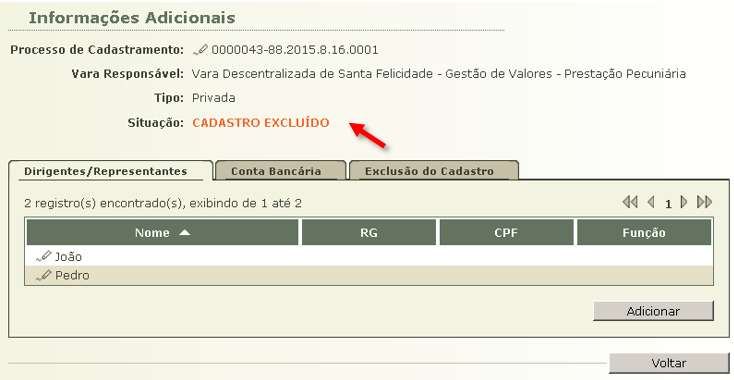 Informações Adicionais
Processo de Cadastramento: 0000043-88.2015.8.16.0001
Vara Responsável: Vara Descentralizada de Santa Felicidade - Gestão de Valores - Prestação Pecuniária
Tipo: Privada
Situação: CADASTRO EXCLUÍDO
Dirigentes/Representantes Conta Bancária Exclusão do Cadastro
2 registro(s) encontrado(s), exibindo de 1 até 2 1
Nome RG CPF Função
João
Pedro
Adicionar
Voltar